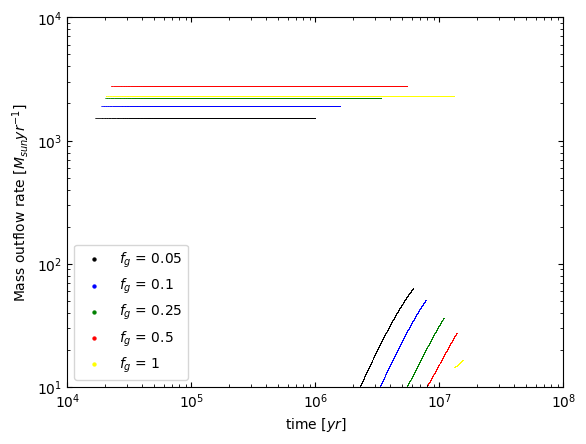 10^4
10^3
10^2
10^1
Mass outflow rate [M_{sun}yr^{-1}]
f_g = 0.05
f_g = 0.1
f_g = 0.25
f_g = 0.5
f_g = 1
10^4 10^5 10^6 10^7 10^8
time [yr]